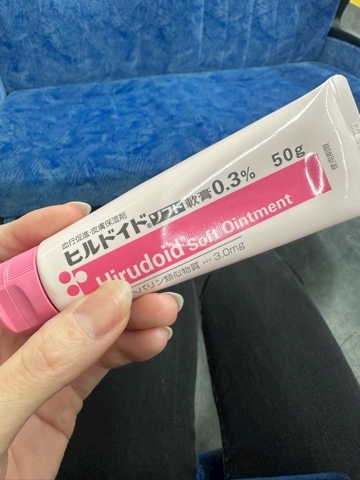 血行促進・皮膚保湿剤
ヒルドイド®ソフト軟膏0.3% 50g
Hirudoid® Soft Ointment
パリン類似物質 … 3.0mg